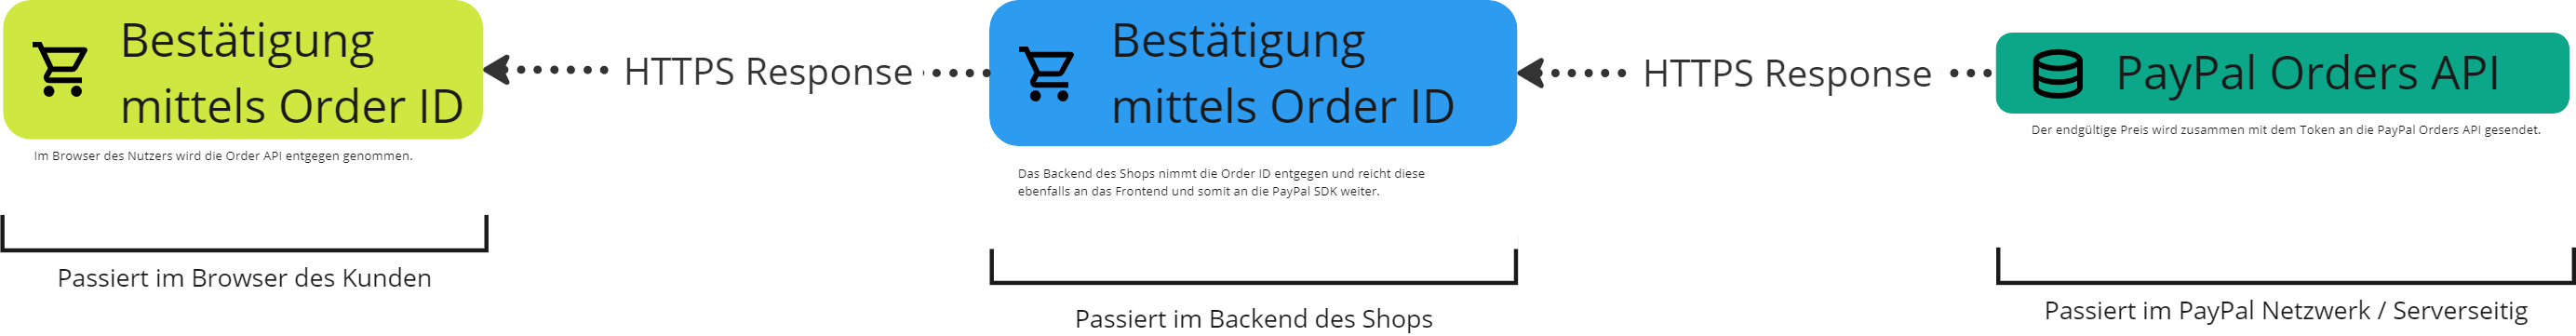 Bestätigung
mittels Order ID
Im Browser des Nutzers wird die Order API entgegen genommen.
Passiert im Browser des Kunden
HTTPS Response
Bestätigung
mittels Order ID
Das Backend des Shops nimmt die Order ID entgegen und reicht diese
ebenfalls an das Frontend und somit an die PayPal SDK weiter.
Passiert im Backend des Shops
HTTPS Response
PayPal Orders API
Der endgültige Preis wird zusammen mit dem Token an die PayPal Orders API gesendet.
Passiert im PayPal Netzwerk / Serverseitig